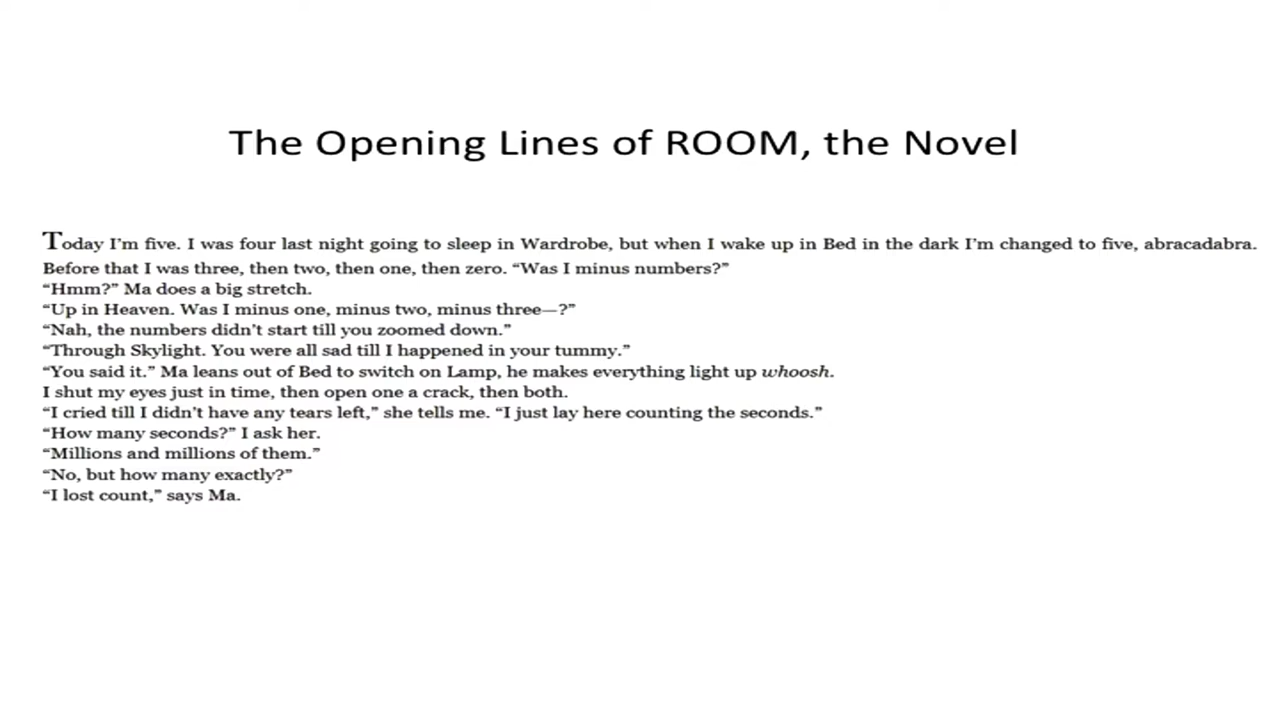 The Opening Lines of ROOM, the Novel
Today I’m five. I was four last night going to sleep in Wardrobe, but when I wake up in Bed in the dark I’m changed to five, abracadabra.
Before that I was three, then two, then one, then zero. “Was I minus numbers?”
“Hmm?” Ma does a big stretch.
“Up in Heaven. Was I minus one, minus two, minus three—?”
“Nah, the numbers didn’t start till you zoomed down.”
“Through Skylight. You were all sad till I happened in your tummy.”
“You said it.” Ma leans out of Bed to switch on Lamp, he makes everything light up whoosh.
I shut my eyes just in time, then open one a crack, then both.
“I cried till I didn’t have any tears left,” she tells me. “I just lay here counting the seconds.”
“How many seconds?” I ask her.
“Millions and millions of them.”
“No, but how many exactly?”
“I lost count,” says Ma.